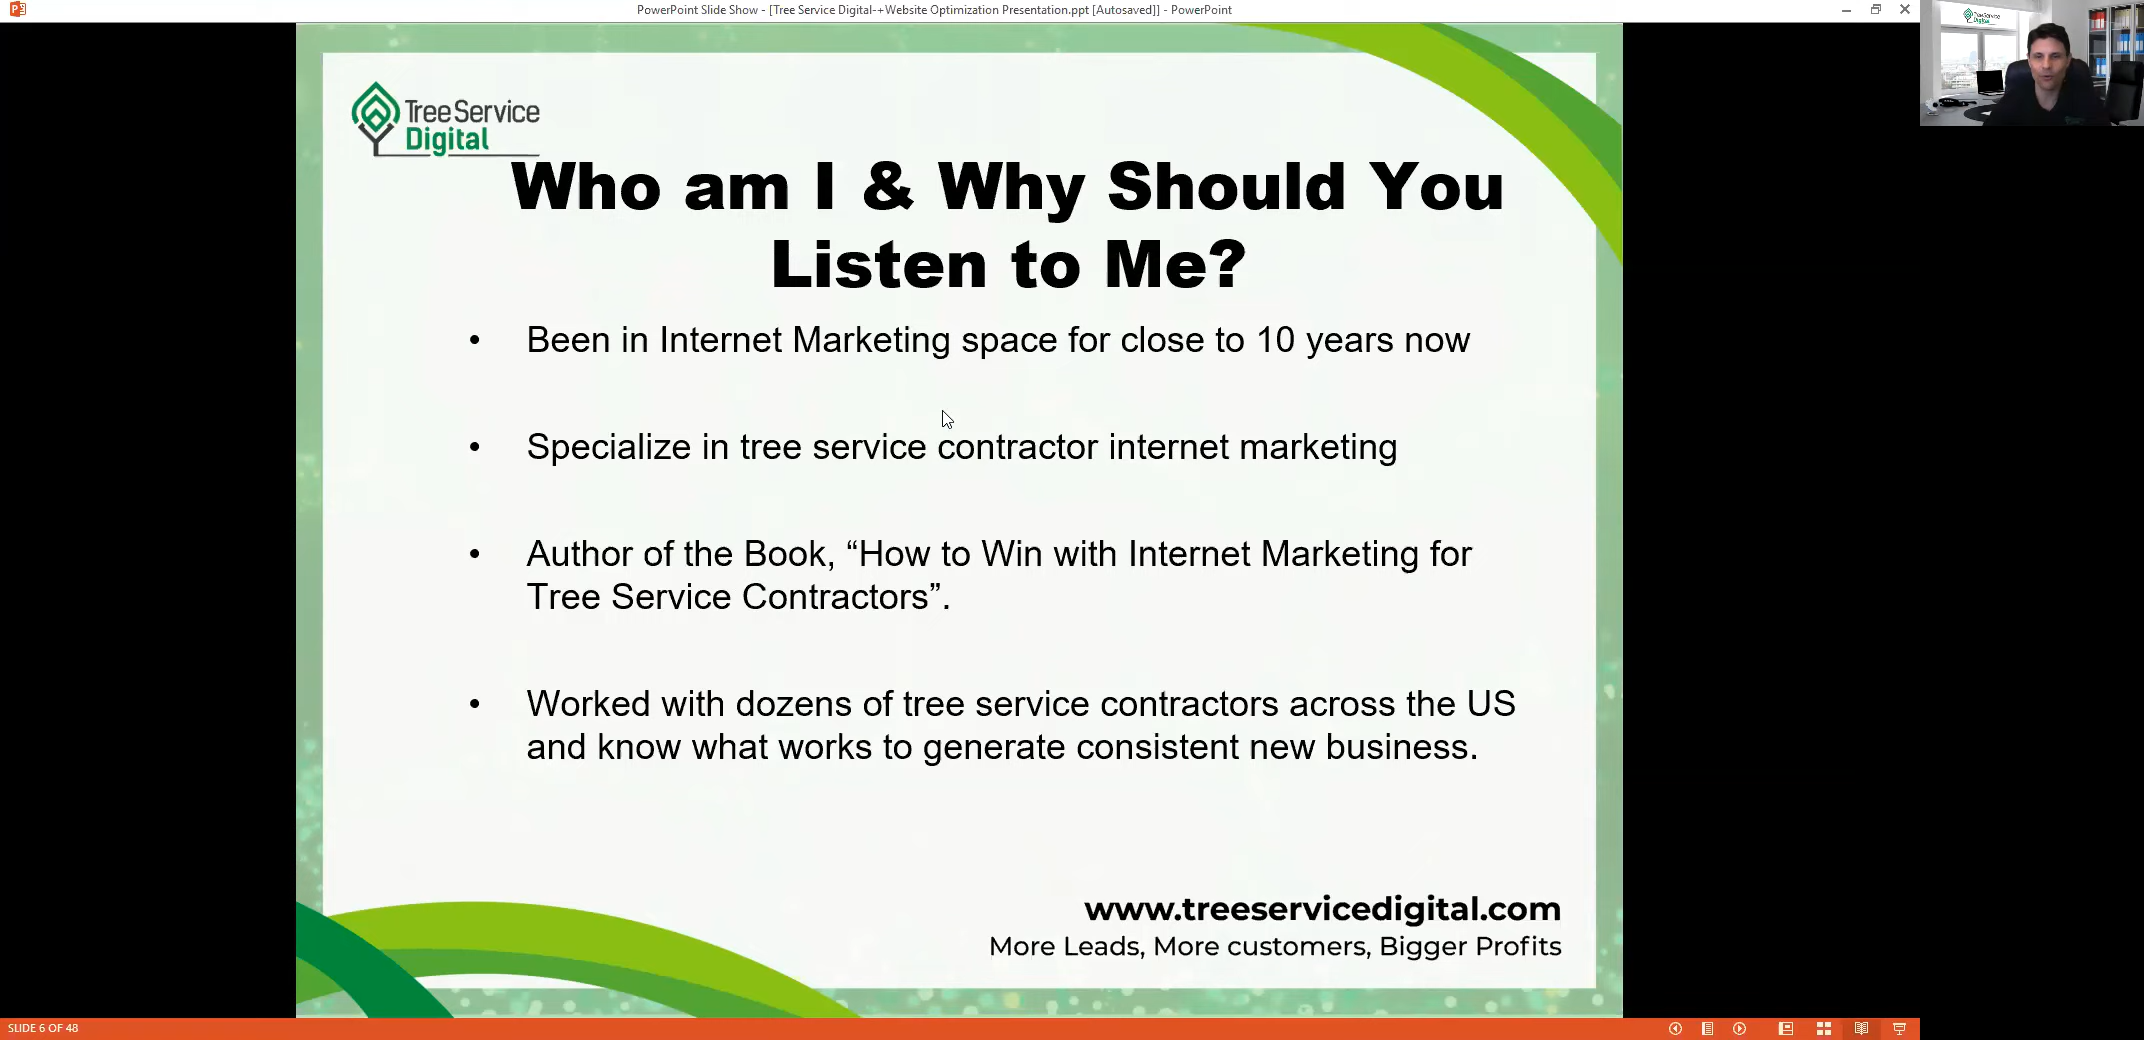 PowerPoint Slide Show - [Tree Service Digital-+Website Optimization Presentation.ppt [Autosaved]] - PowerPoint
TreeService
Digital
TreeService
Digital
Who am I & Why Should You
Listen to Me?
• Been in Internet Marketing space for close to 10 years now
• Specialize in tree service contractor internet marketing
• Author of the Book, “How to Win with Internet Marketing for
Tree Service Contractors”.
• Worked with dozens of tree service contractors across the US
and know what works to generate consistent new business.
www.treeservicedigital.com
More Leads, More customers, Bigger Profits
SLIDE 6 OF 48